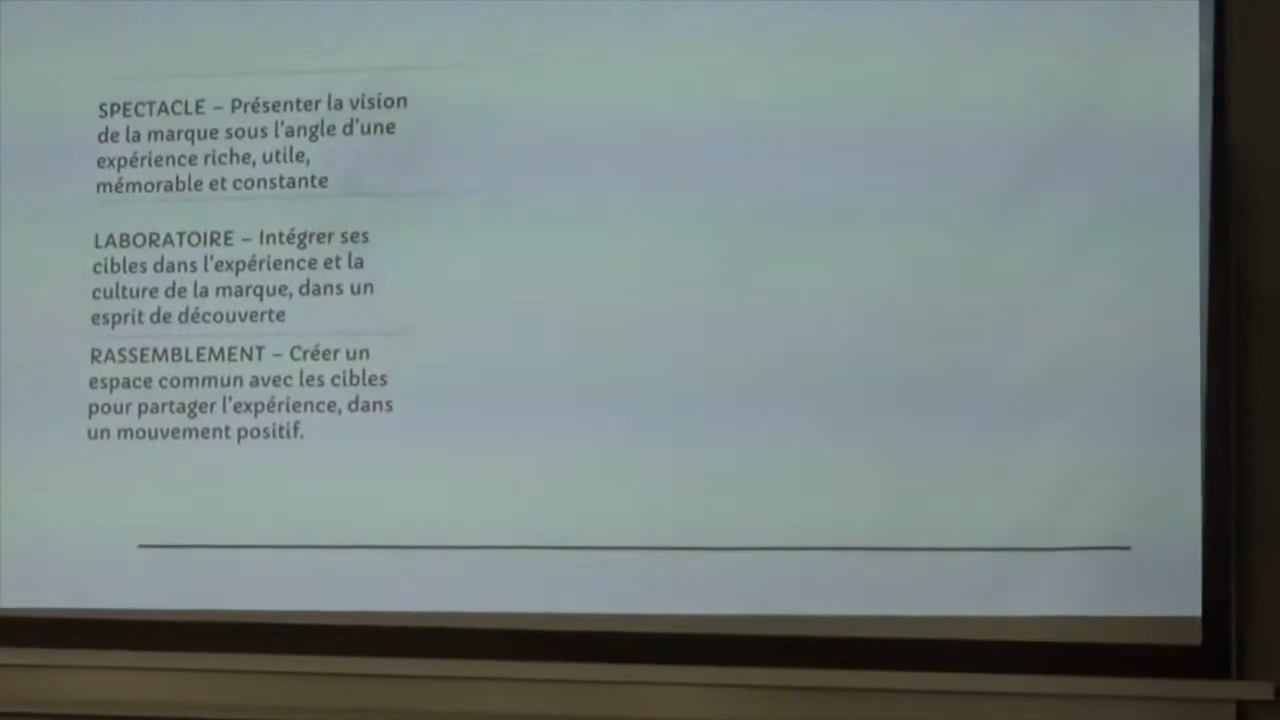 SPECTACLE – Présenter la vision
de la marque sous l'angle d'une
expérience riche, utile,
mémorable et constante
LABORATOIRE – Intégrer ses
cibles dans l'expérience et la
culture de la marque, dans un
esprit de découverte
RASSEMBLEMENT – Créer un
espace commun avec les cibles
pour partager l'expérience, dans
un mouvement positif.